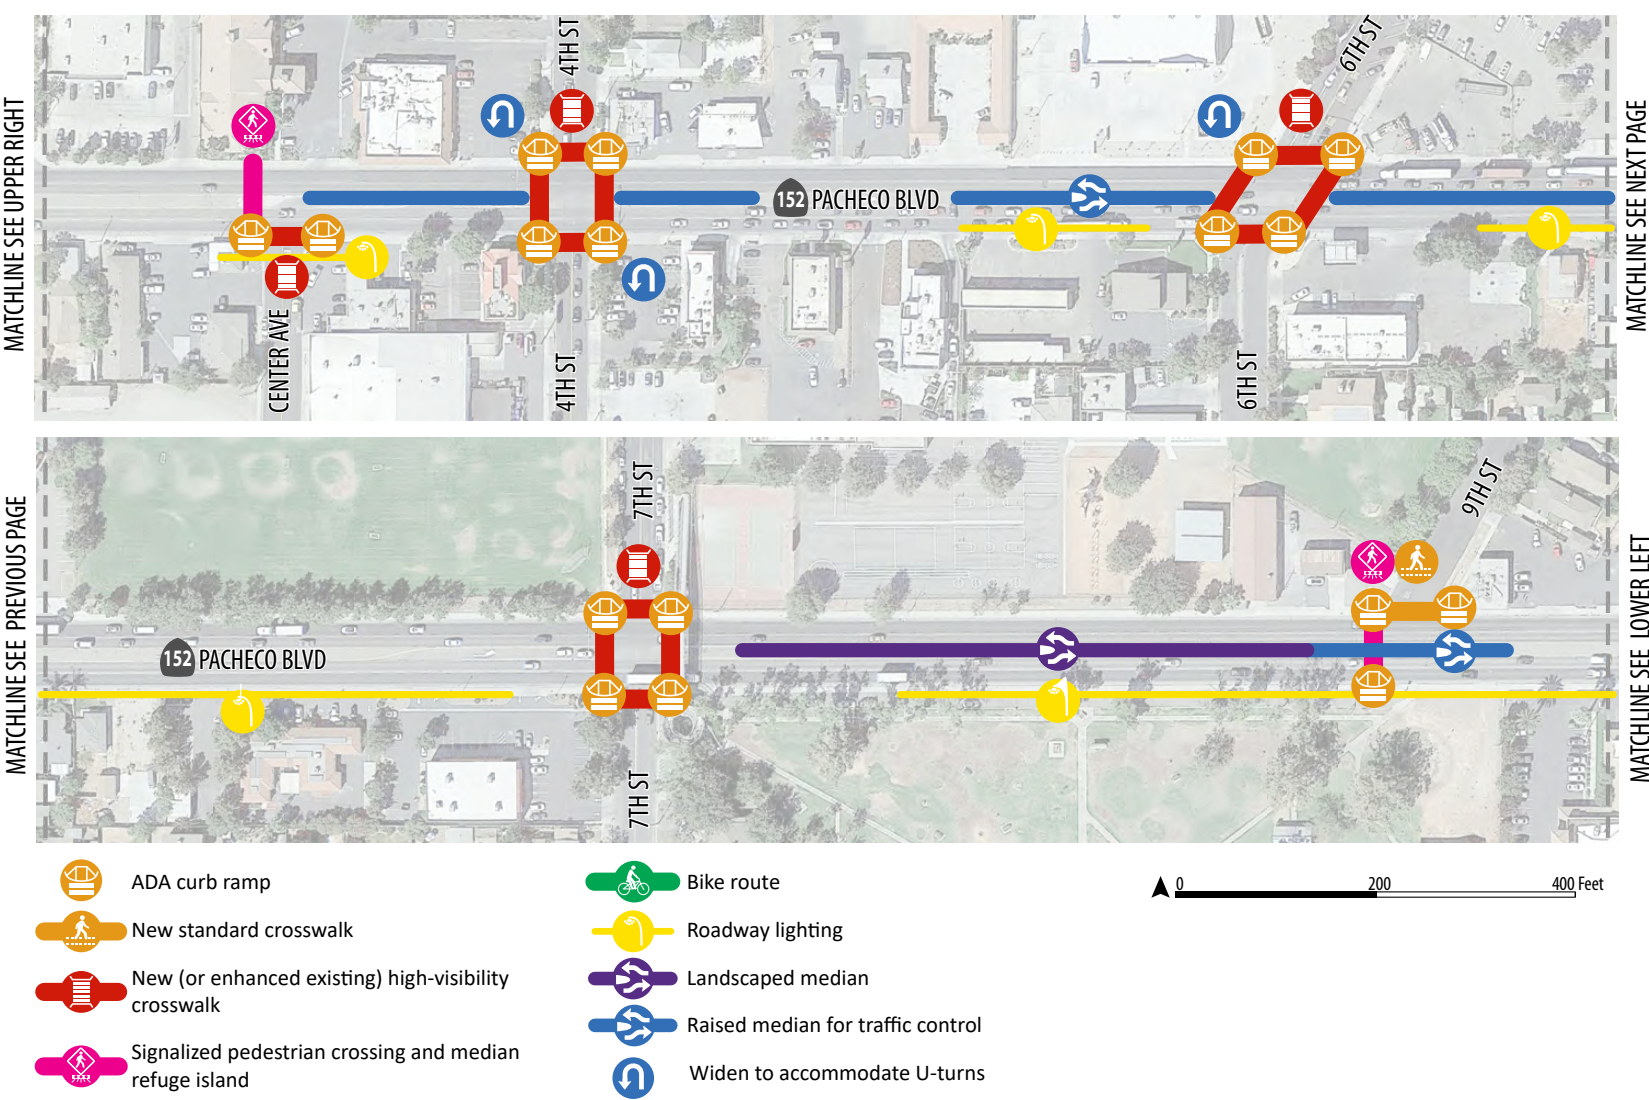 4TH ST
6TH ST
MATCHLINE SEE UPPER RIGHT
MATCHLINE SEE NEXT PAGE
152 PACHECO BLVD
CENTER AVE
4TH ST
6TH ST
7TH ST
9TH ST
MATCHLINE SEE PREVIOUS PAGE
MATCHLINE SEE LOWER LEFT
152 PACHECO BLVD
7TH ST
ADA curb ramp
New standard crosswalk
New (or enhanced existing) high-visibility
crosswalk
Signalized pedestrian crossing and median
refuge island
Bike route
Roadway lighting
Landscaped median
Raised median for traffic control
Widen to accommodate U-turns
0 200 400 Feet